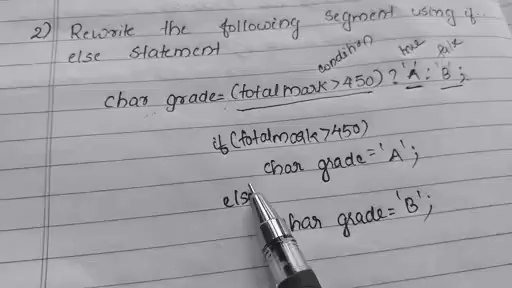 2) Rewrite the following segment using if..
else statement
condition true false
char grade= (totalmark>450) ? 'A' : 'B';
if (totalmark>450)
char grade='A';
else
char grade='B';